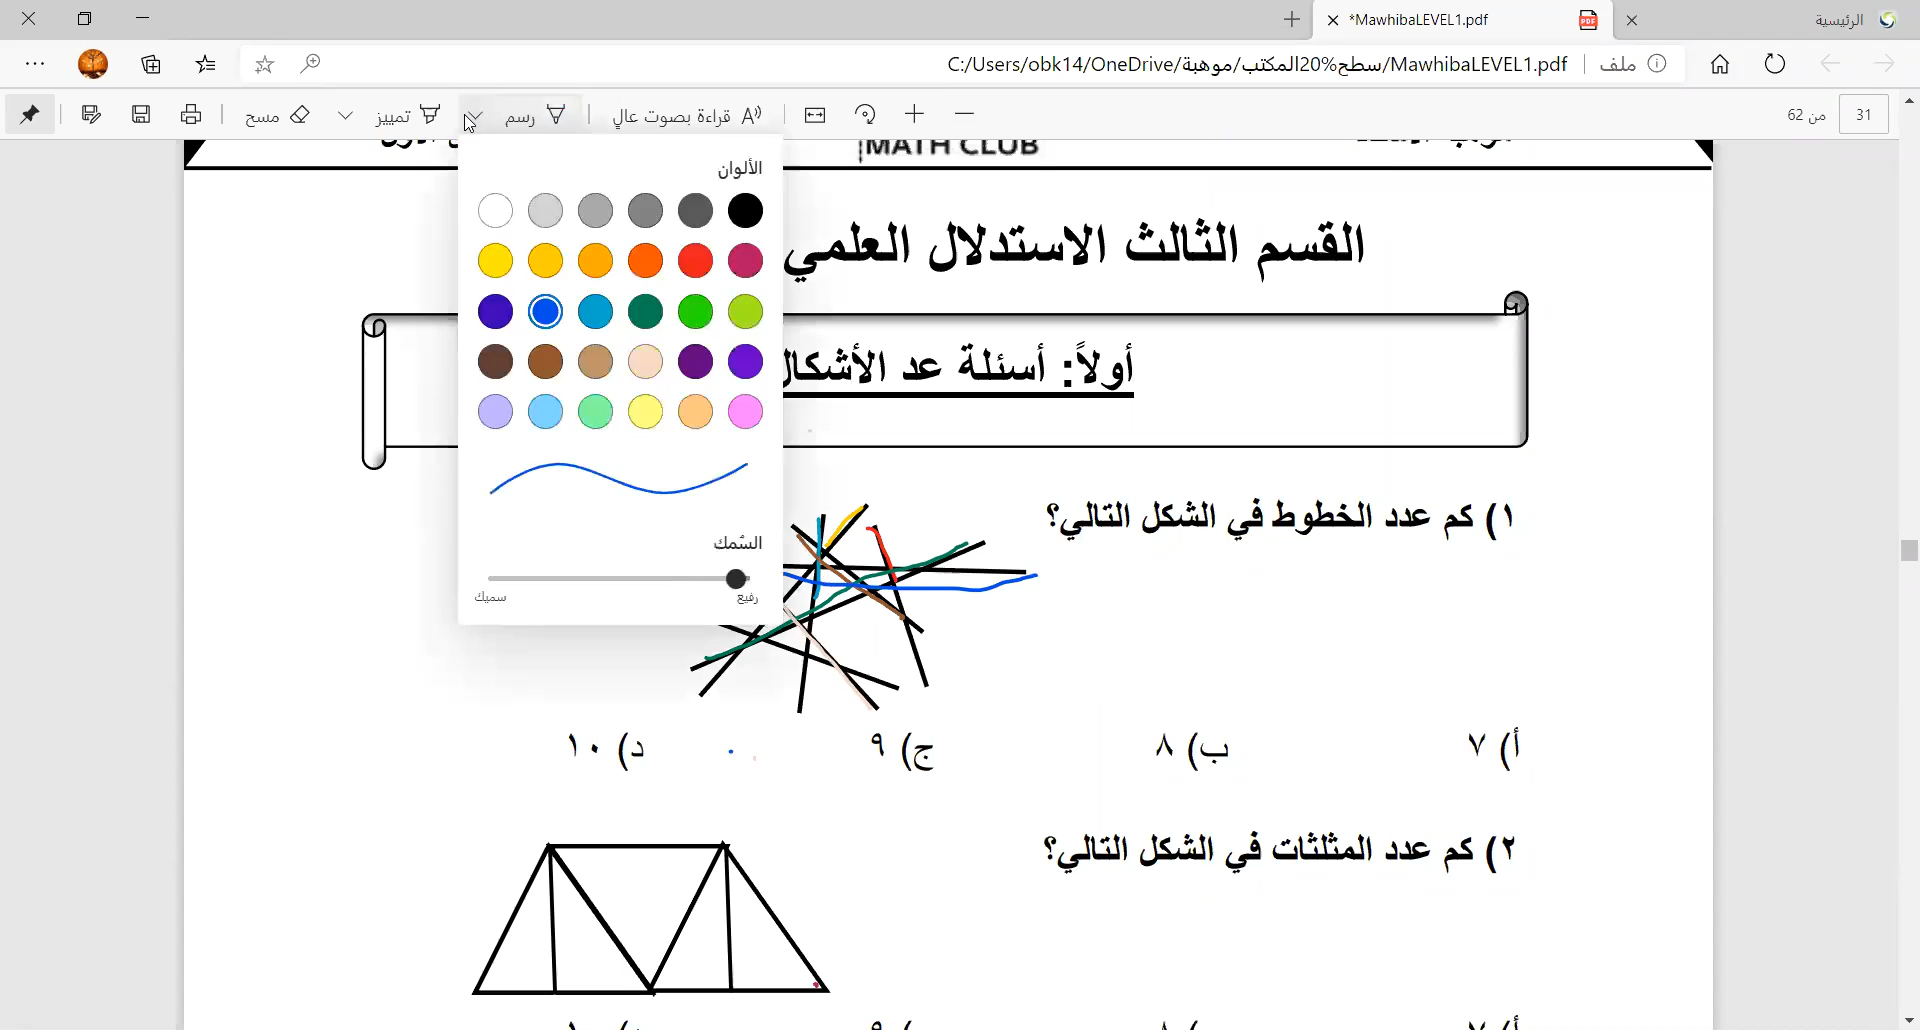 الرئيسية
*MawhibaLEVEL1.pdf
ملف
C:/Users/obk14/OneDrive/سطح%20المكتب/موهبة/MawhibaLEVEL1.pdf
31
من 62
قراءة بصوت عالٍ
رسم
تمييز
مسح
MATH CLUB
الألوان
السُمك
رفيع
سميك
القسم الثالث الاستدلال العلمي
أولاً: أسئلة عد الأشكال
١) كم عدد الخطوط في الشكل التالي؟
أ) ٧ ب) ٨ ج) ٩ د) ١٠
٢) كم عدد المثلثات في الشكل التالي؟